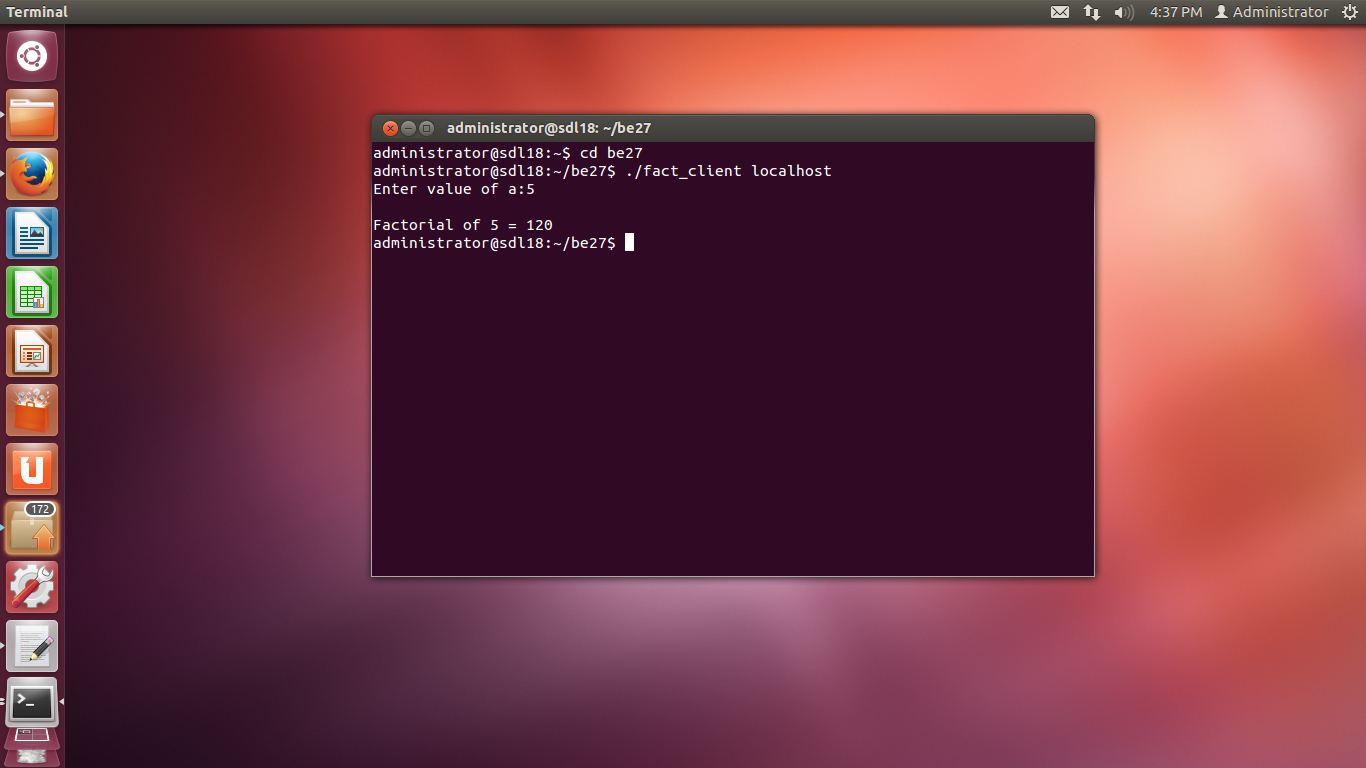 Terminal
4:37 PM Administrator
administrator@sdl18: ~/be27
administrator@sdl18:~$ cd be27
administrator@sdl18:~/be27$ ./fact_client localhost
Enter value of a:5
Factorial of 5 = 120
administrator@sdl18:~/be27$
172
>_